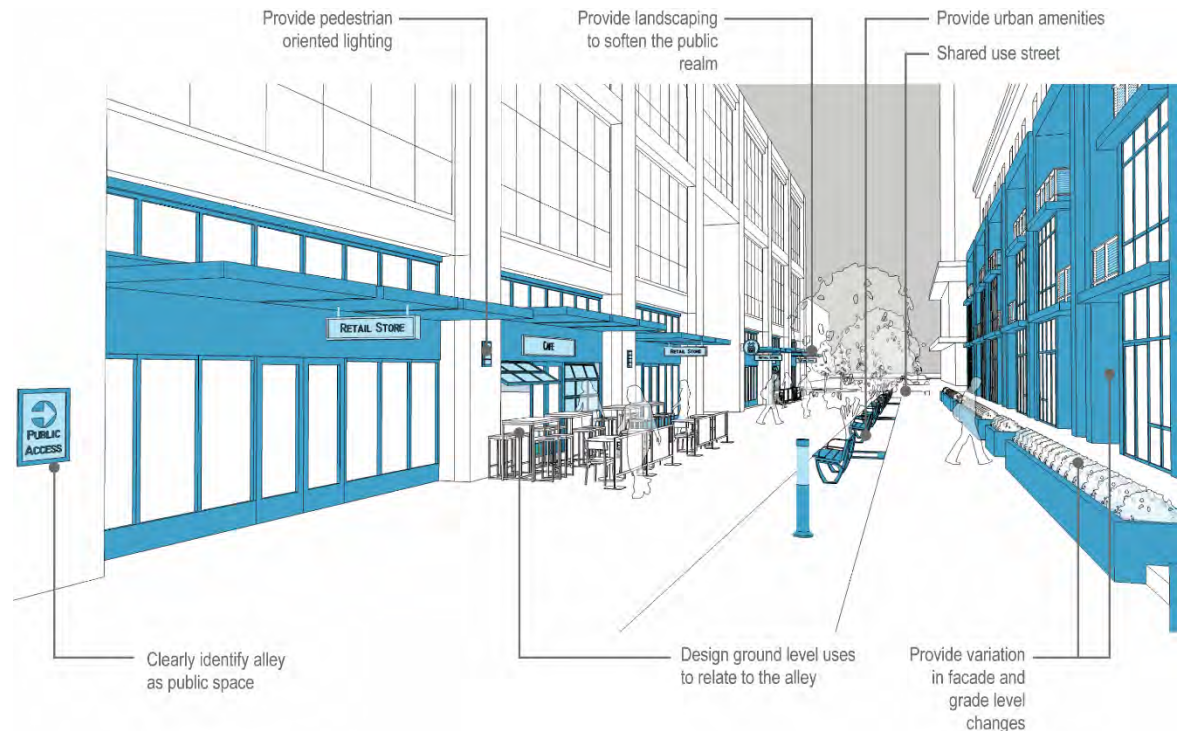 Provide pedestrian
oriented lighting
Provide landscaping
to soften the public
realm
Provide urban amenities
Shared use street
RETAIL STORE
CAFE
RETAIL STORE
PUBLIC
ACCESS
Clearly identify alley
as public space
Design ground level uses
to relate to the alley
Provide variation
in facade and
grade level
changes